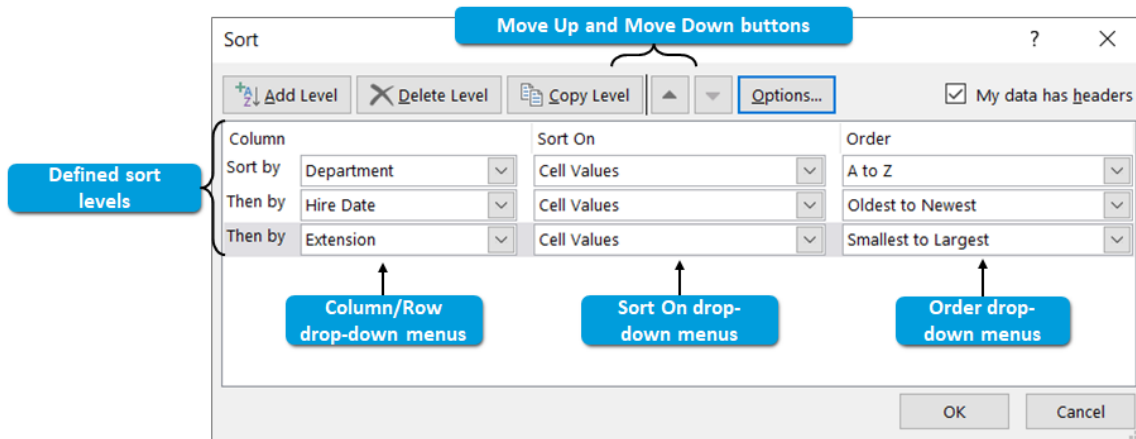 Move Up and Move Down buttons
Sort
?
Add Level
Delete Level
Copy Level
Options...
My data has headers
Column
Sort On
Order
Defined sort
levels
Sort by
Department
Cell Values
A to Z
Then by
Hire Date
Cell Values
Oldest to Newest
Then by
Extension
Cell Values
Smallest to Largest
Column/Row
drop-down menus
Sort On drop-
down menus
Order drop-
down menus
OK
Cancel